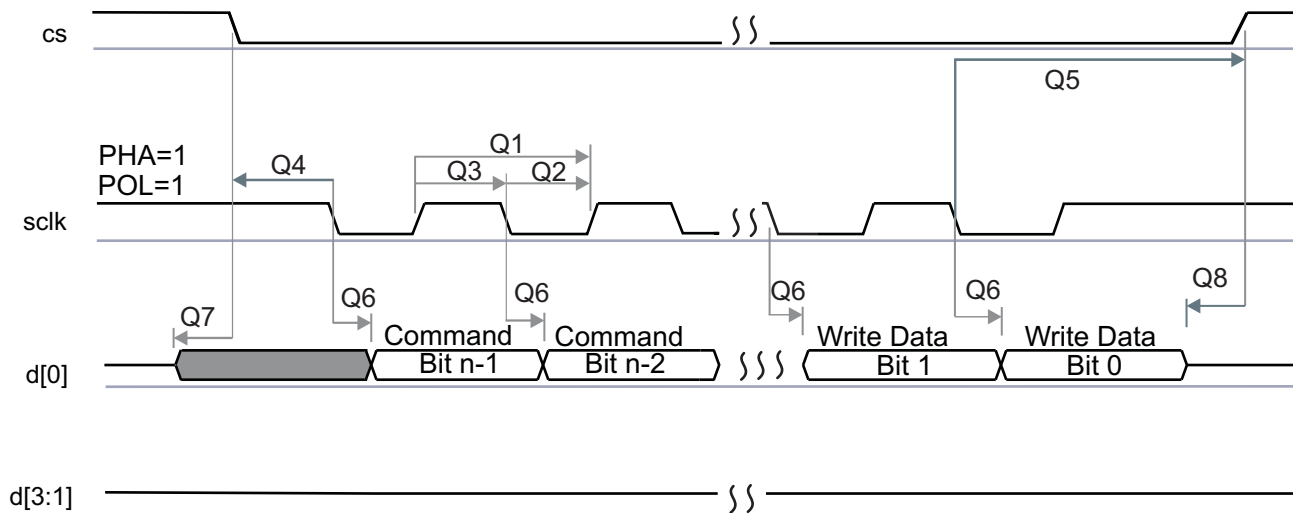 cs
Q5
Q1
PHA=1
Q4
Q3
Q2
POL=1
sclk
Q7
Q6
Q6
Q6
Q6
Q8
Command
Command
Write Data
Write Data
d[0]
Bit n-1
Bit n-2
Bit 1
Bit 0
d[3:1]